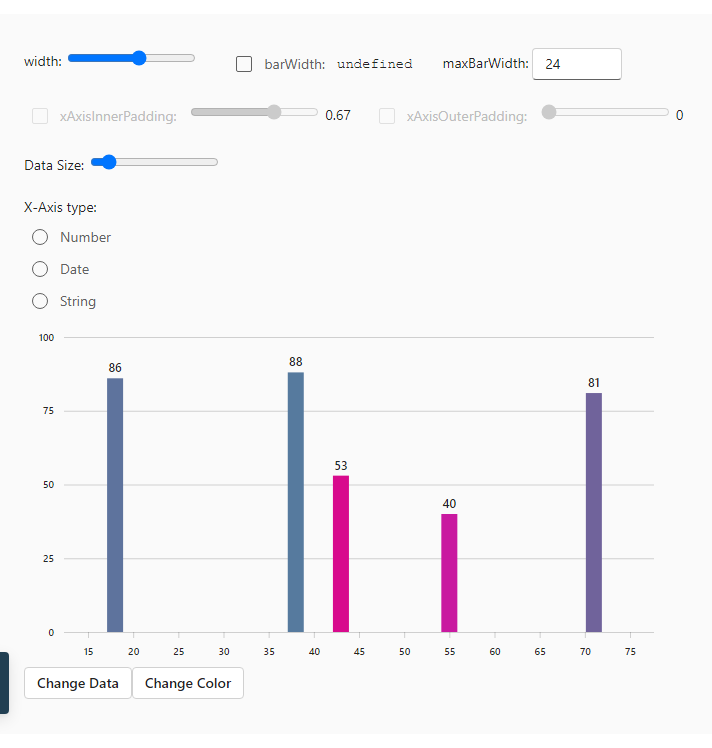 width: barWidth: undefined maxBarWidth: 24
xAxisInnerPadding: 0.67 xAxisOuterPadding: 0
Data Size:
X-Axis type:
Number
Date
String
100
86 88 81
75
53
50
40
25
0
15 20 25 30 35 40 45 50 55 60 65 70 75
Change Data Change Color